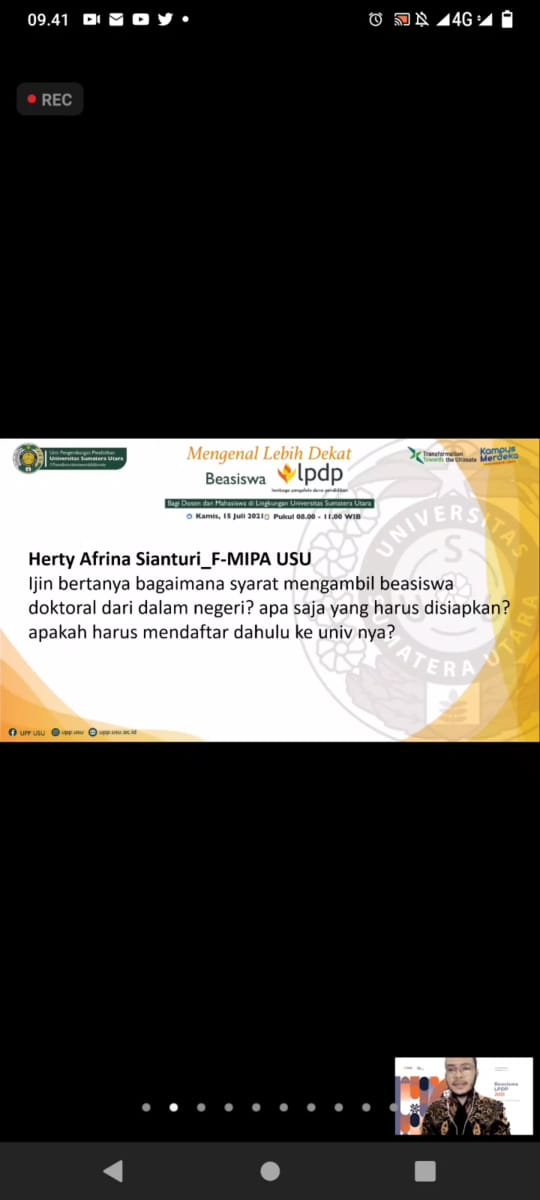 09.41
4G
REC
Unit Pengembangan Pendidikan
Universitas Sumatera Utara
Mengenal Lebih Dekat
Beasiswa lpdp
lembaga pengelola dana pendidikan
Bagi Dosen dan Mahasiswa di Lingkungan Universitas Sumatera Utara
Kamis, 15 Juli 2021 Pukul 08.00 - 11.00 WIB
Transformation
Towards the Ultimate
Kampus
Merdeka
UNIVERSITAS
SUMATERA UTARA
Herty Afrina Sianturi_F-MIPA USU
Ijin bertanya bagaimana syarat mengambil beasiswa
doktoral dari dalam negeri? apa saja yang harus disiapkan?
apakah harus mendaftar dahulu ke univ nya?
UPP USU upp.usu upp.usu.ac.id
Beasiswa
LPDP
2021